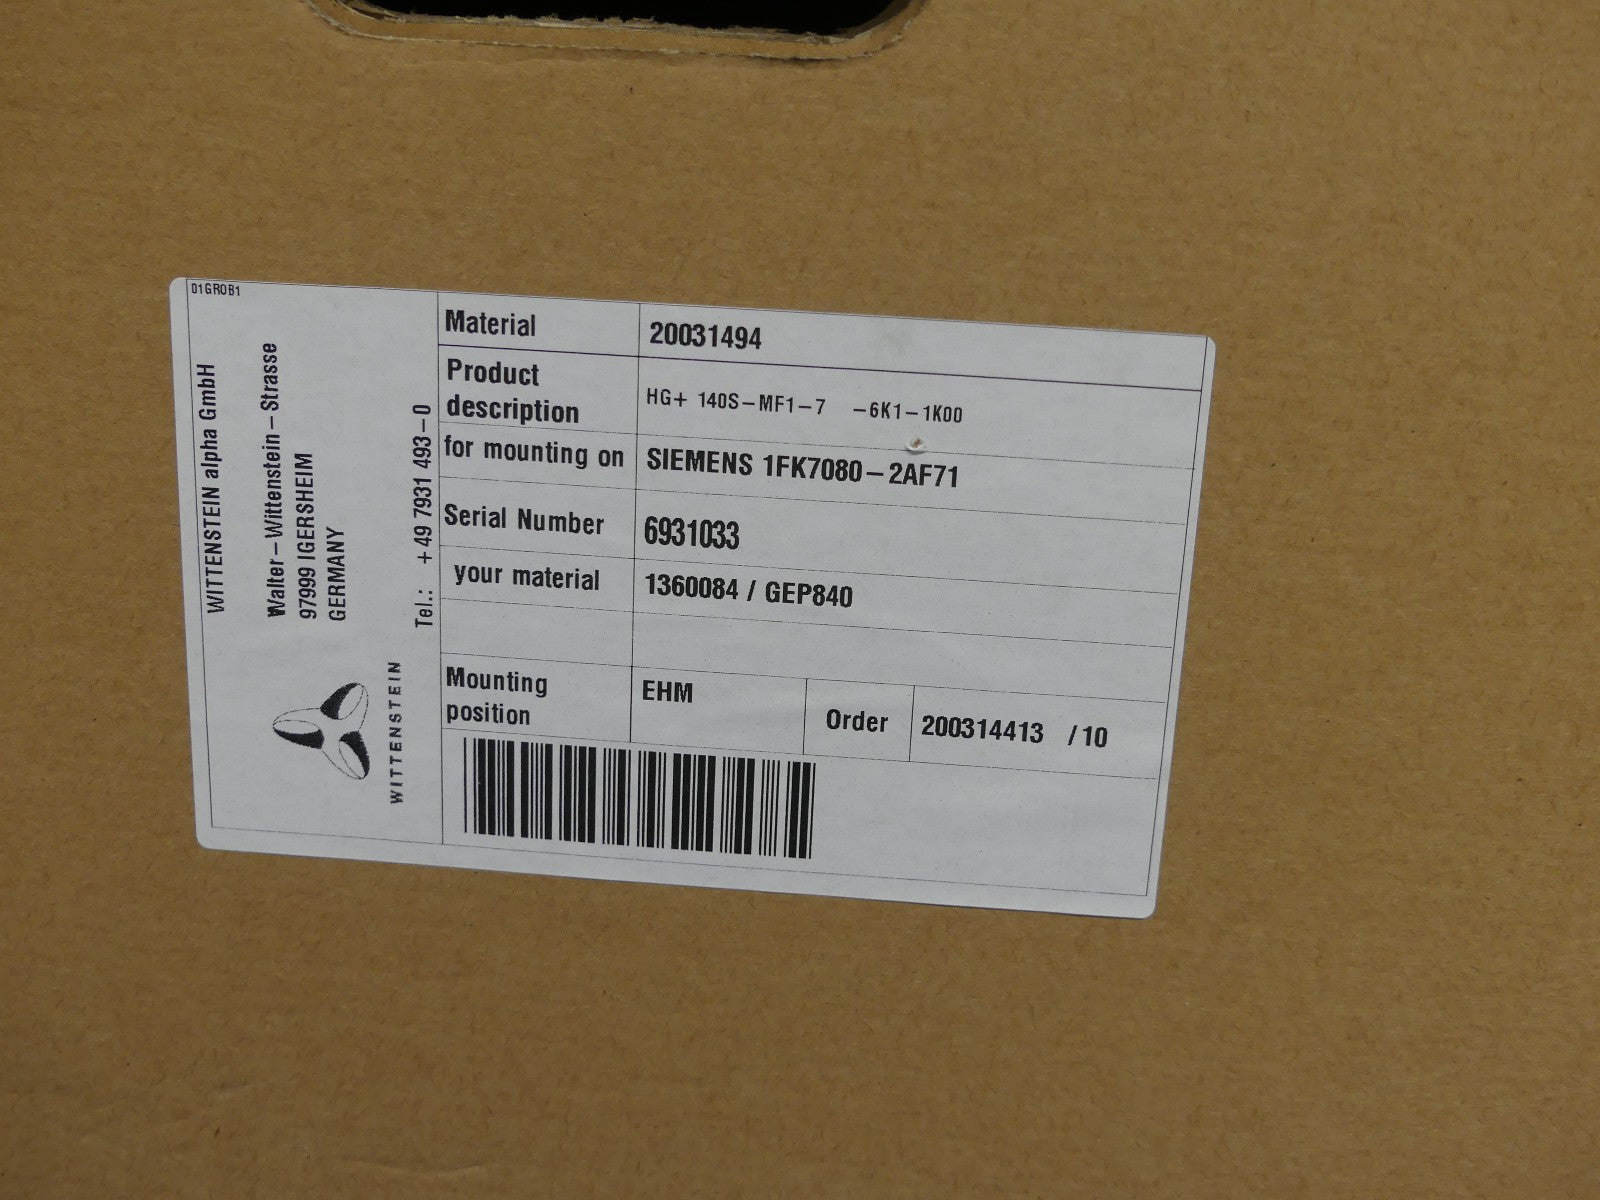 01GROB1
WITTENSTEIN alpha GmbH
Walter-Wittenstein-Strasse
97999 IGERSHEIM
GERMANY
Tel.: +49 7931 493-0
WITTENSTEIN
Material 20031494
Product
description HG+ 140S-MF1-7 -6K1-1K00
for mounting on SIEMENS 1FK7080-2AF71
Serial Number 6931033
your material 1360084 / GEP840
Mounting
position EHM Order 200314413 /10